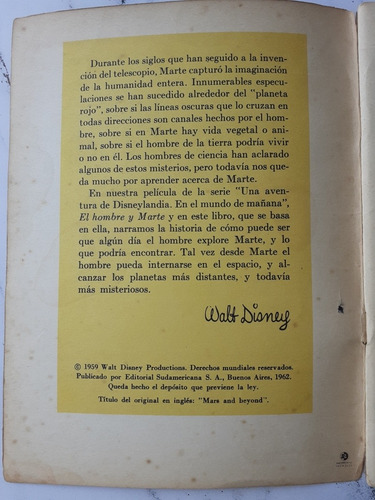 Durante los siglos que han seguido a la inven-
ción del telescopio, Marte capturó la imaginación
de la humanidad entera. Innumerables especu-
laciones se han sucedido alrededor del "planeta
rojo", sobre si las líneas oscuras que lo cruzan en
todas direcciones son canales hechos por el hom-
bre, sobre si en Marte hay vida vegetal o ani-
mal, sobre si el hombre de la tierra podría vivir
o no en él. Los hombres de ciencia han aclarado
algunos de estos misterios, pero todavía nos que-
da mucho por aprender acerca de Marte.
En nuestra película de la serie "Una aven-
tura de Disneylandia. En el mundo de mañana",
El hombre y Marte y en este libro, que se basa
en ella, narramos la historia de cómo puede ser
que algún día el hombre explore Marte, y lo
que podría encontrar. Tal vez desde Marte el
hombre pueda internarse en el espacio, y al-
canzar los planetas más distantes, y todavía
más misteriosos.
Walt Disney
© 1959 Walt Disney Productions. Derechos mundiales reservados.
Publicado por Editorial Sudamericana S. A., Buenos Aires, 1962.
Queda hecho el depósito que previene la ley.
Título del original en inglés: "Mars and beyond".